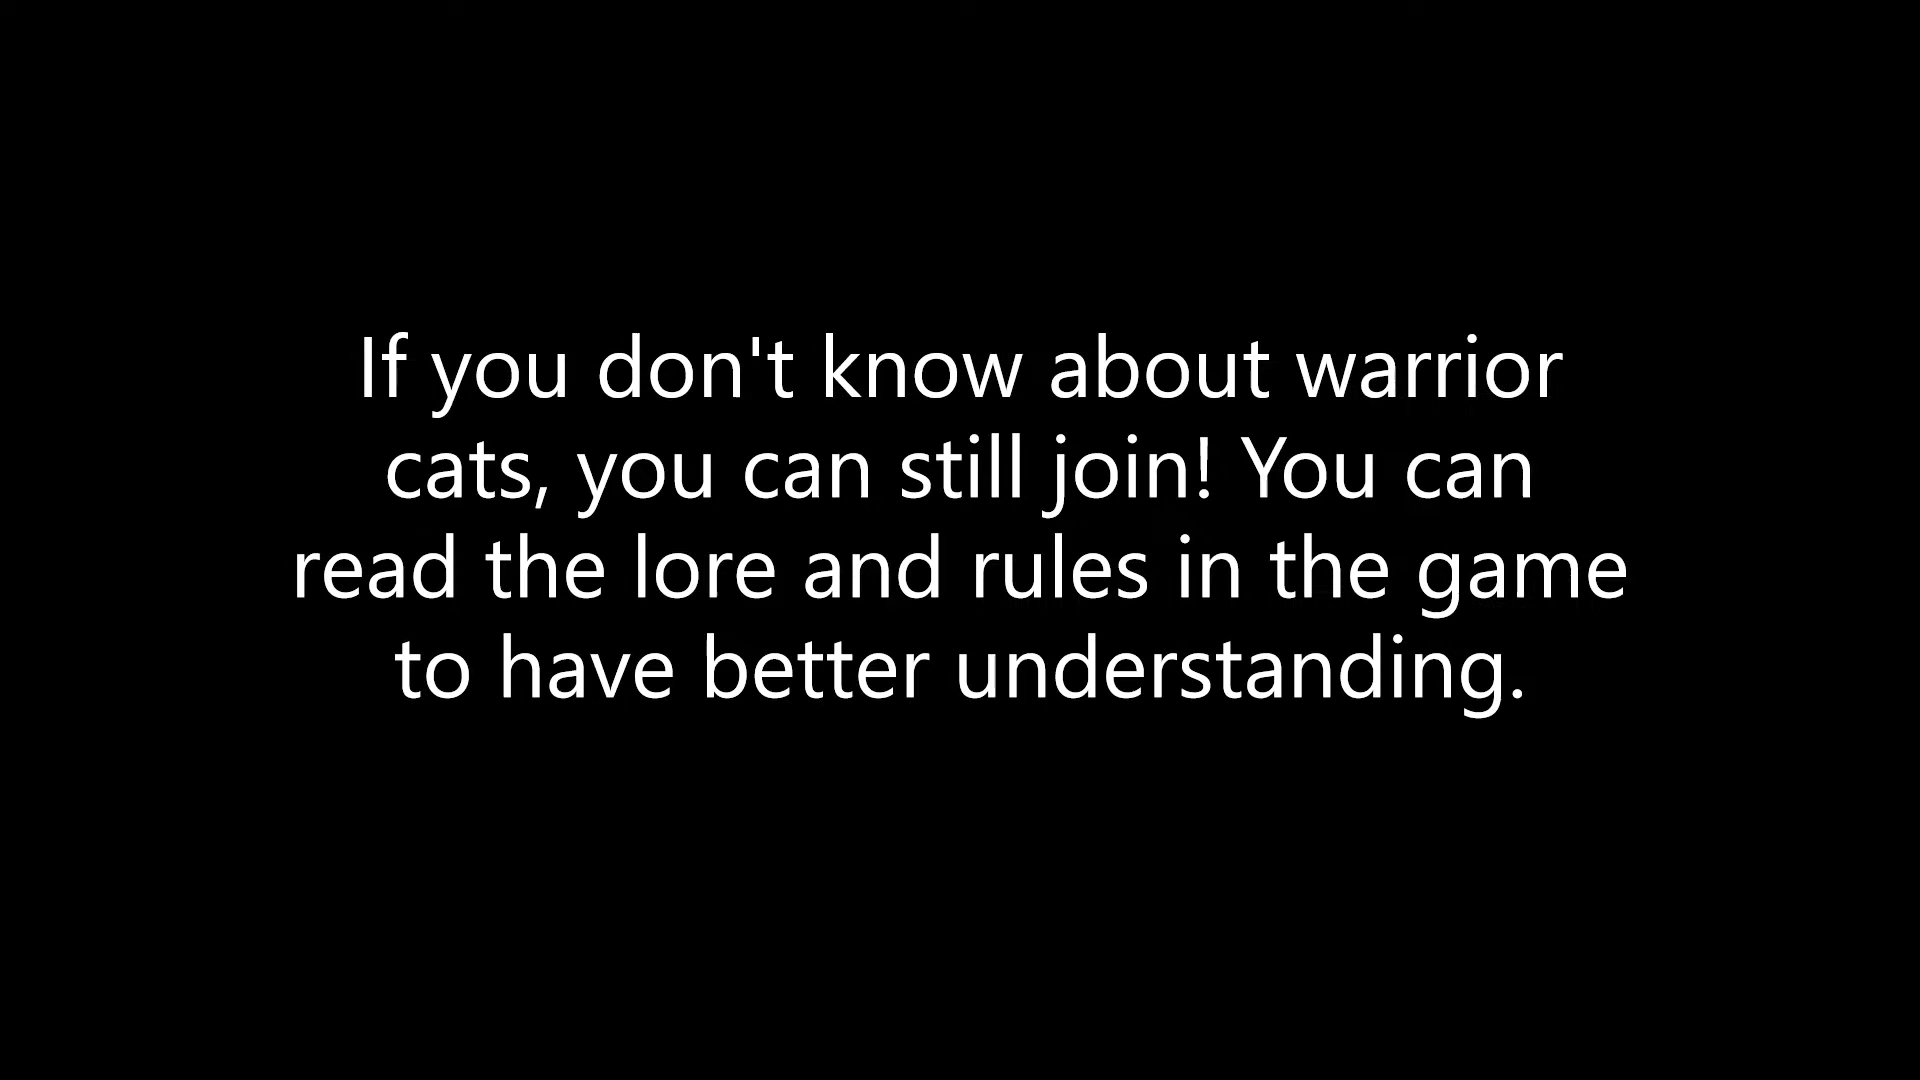 If you don't know about warrior
cats, you can still join! You can
read the lore and rules in the game
to have better understanding.